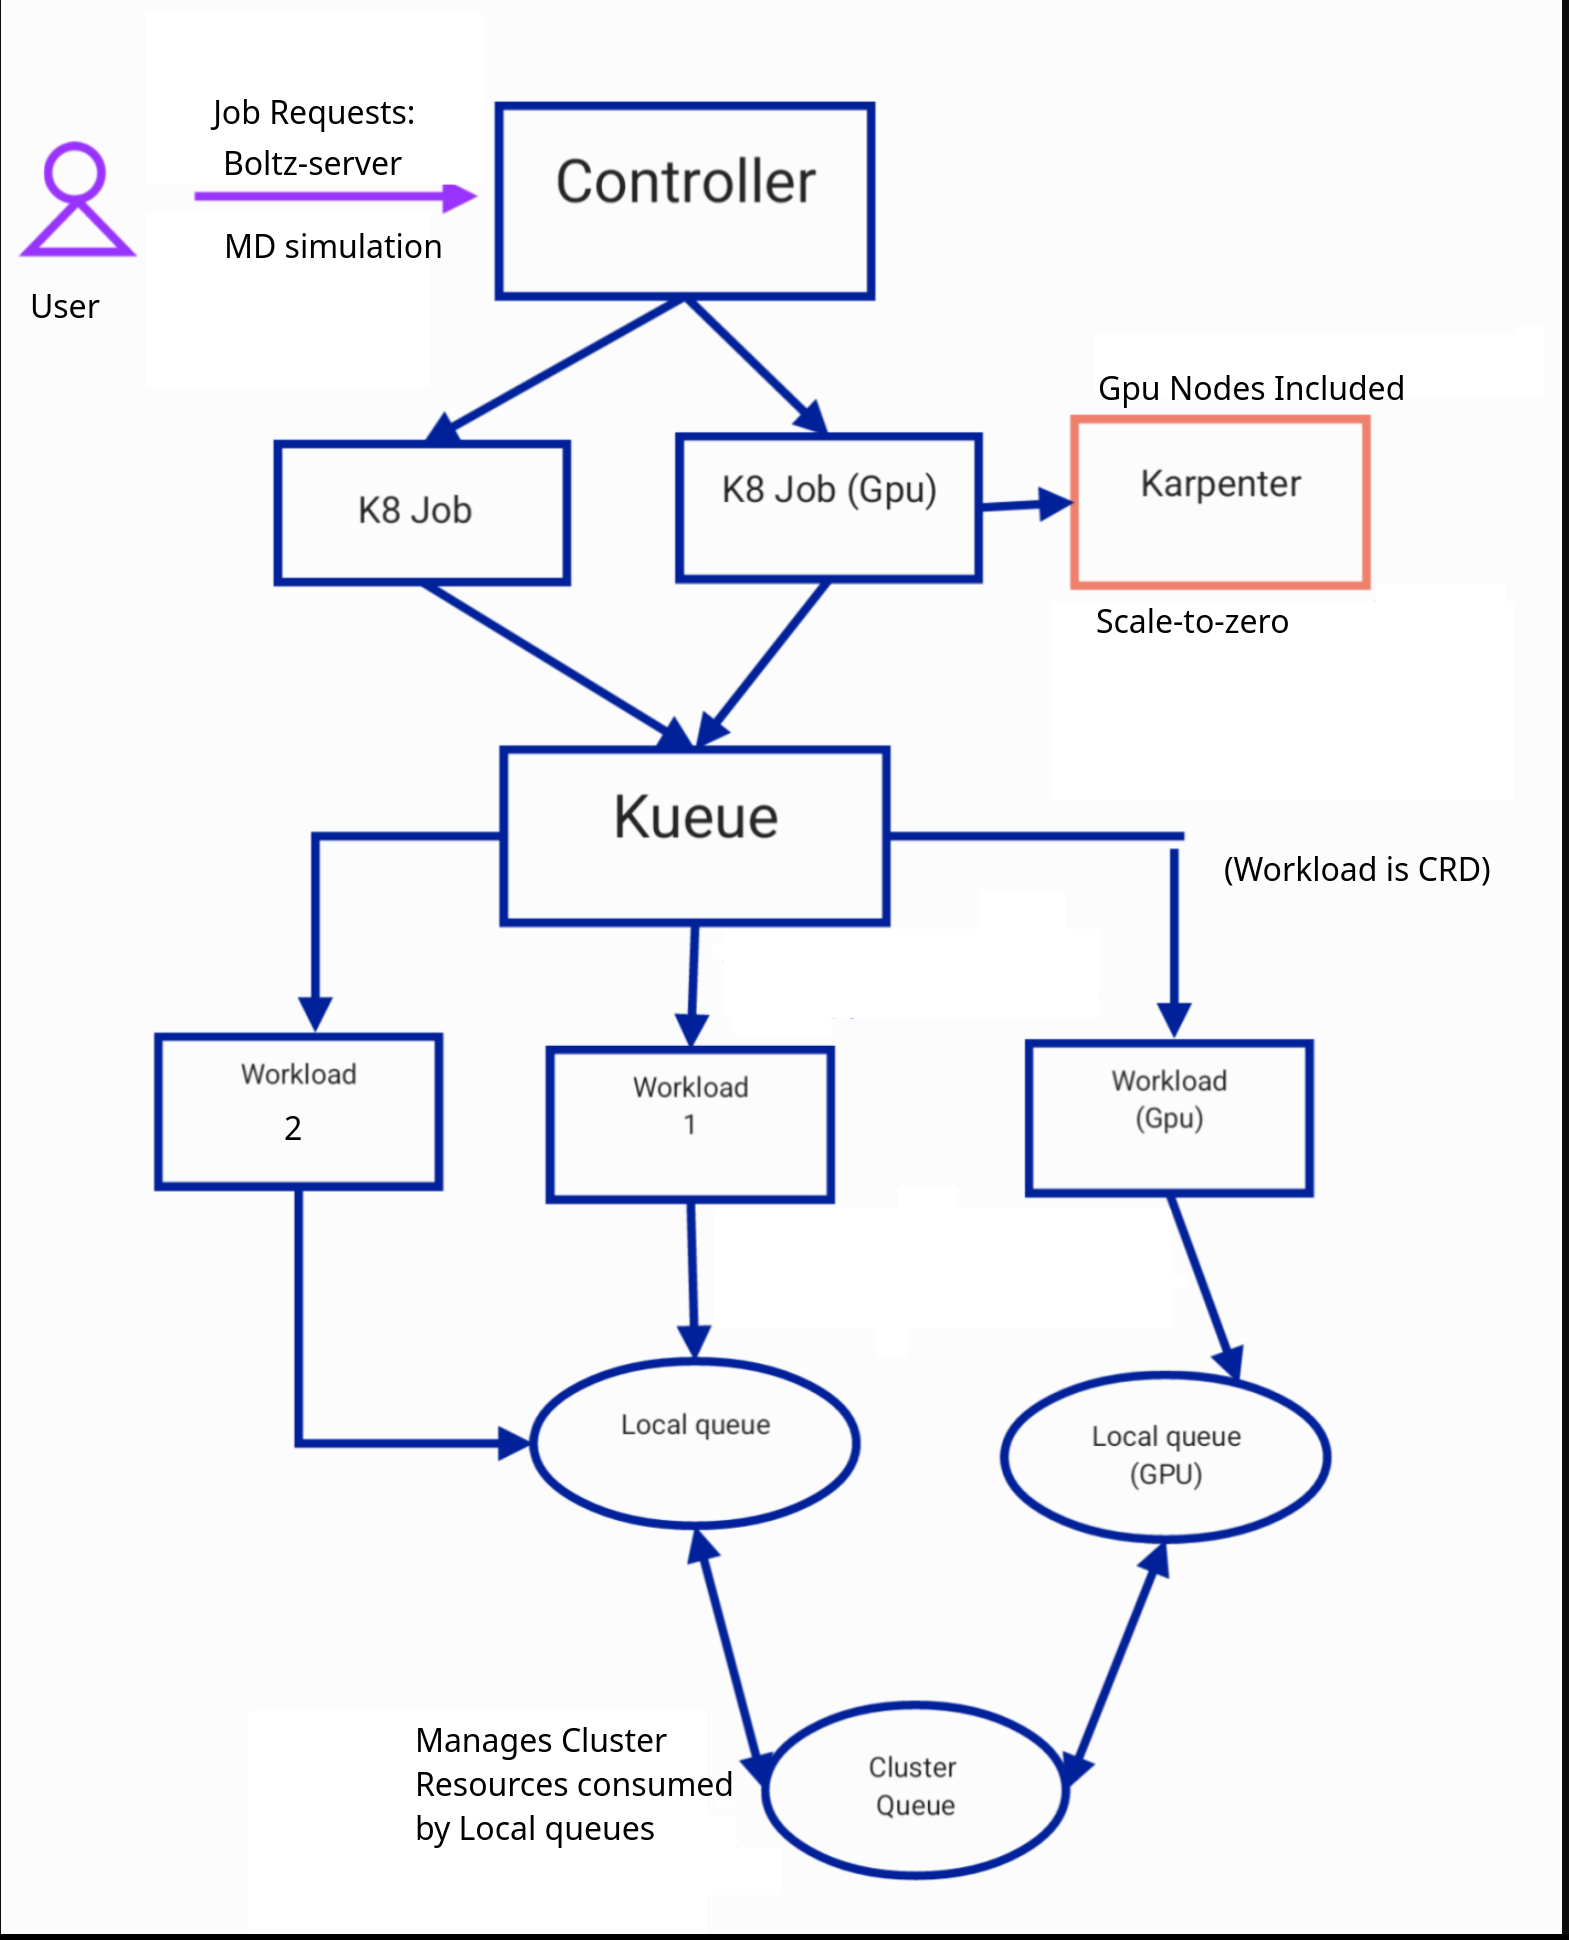 Job Requests:
Boltz-server
MD simulation
User
Controller
Gpu Nodes Included
K8 Job
K8 Job (Gpu)
Karpenter
Scale-to-zero
Kueue
(Workload is CRD)
Workload
2
Workload
1
Workload
(Gpu)
Local queue
Local queue
(GPU)
Manages Cluster
Resources consumed
by Local queues
Cluster
Queue